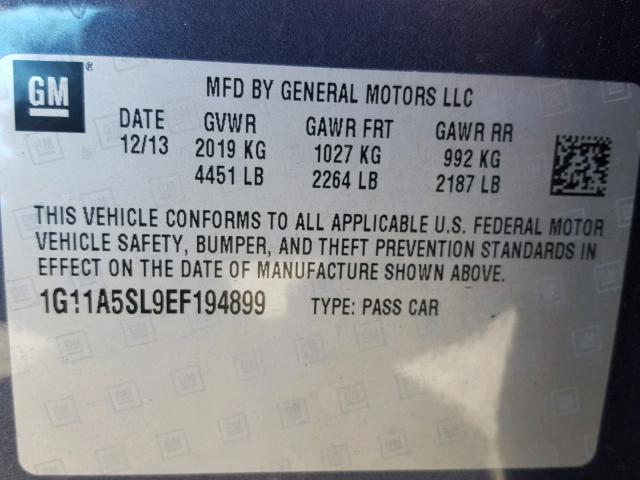 GM®
MFD BY GENERAL MOTORS LLC
DATE GVWR GAWR FRT GAWR RR
12/13 2019 KG 1027 KG 992 KG
4451 LB 2264 LB 2187 LB
THIS VEHICLE CONFORMS TO ALL APPLICABLE U.S. FEDERAL MOTOR
VEHICLE SAFETY, BUMPER, AND THEFT PREVENTION STANDARDS IN
EFFECT ON THE DATE OF MANUFACTURE SHOWN ABOVE.
1G11A5SL9EF194899 TYPE: PASS CAR